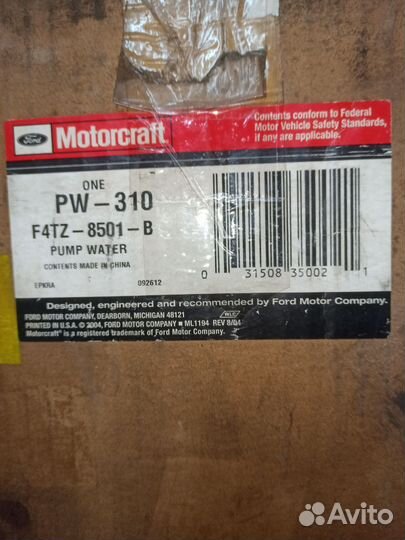 Ford
Motorcraft
Contents conform to Federal
Motor Vehicle Safety Standards,
if any are applicable.
ONE
PW-310
F4TZ-8501-B
PUMP WATER
CONTENTS MADE IN CHINA
EPKRA 092612
0 31508 35002 1
Designed, engineered and recommended by Ford Motor Company.
FORD MOTOR COMPANY, DEARBORN, MICHIGAN 48121
PRINTED IN U.S.A. © 2004, FORD MOTOR COMPANY ■ ML1194 REV 8/04
Motorcraft® is a registered trademark of Ford Motor Company.
Avito